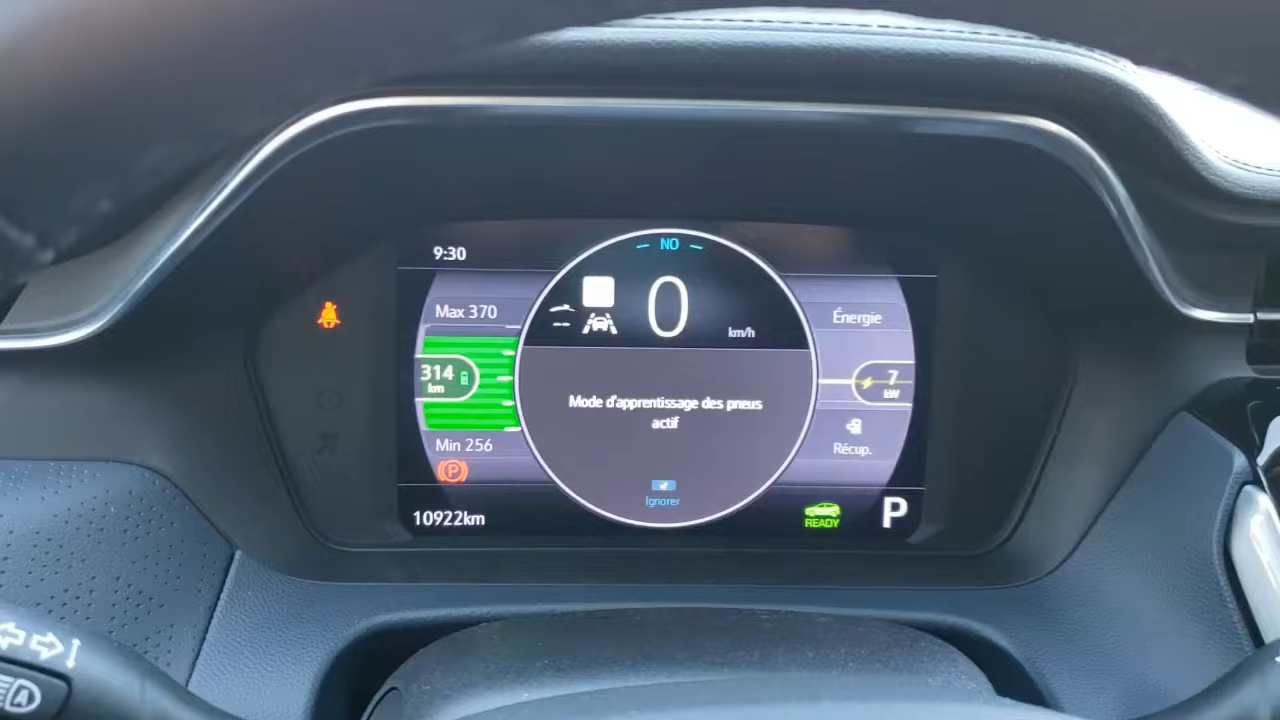 NO
9:30
0
km/h
Max 370
314
km
Min 256
P
10922km
Mode d'apprentissage des pneus
actif
Ignorer
Énergie
7
kW
Récup.
READY
P
A